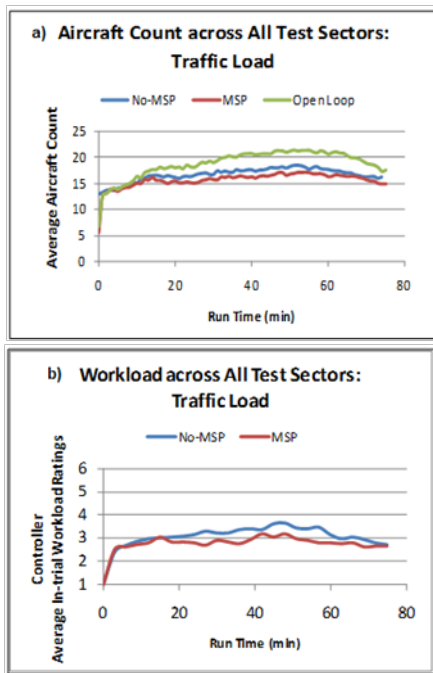 a) Aircraft Count across All Test Sectors:
Traffic Load
No-MSP MSP Open Loop
Average Aircraft Count
25
20
15
10
5
0
0 20 40 60 80
Run Time (min)
b) Workload across All Test Sectors:
Traffic Load
No-MSP MSP
Controller
Average In-trial Workload Ratings
6
5
4
3
2
1
0 20 40 60 80
Run Time (min)